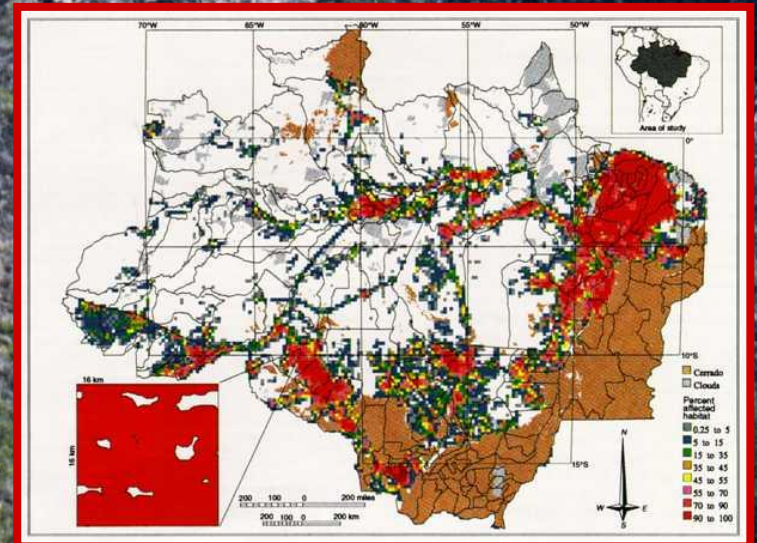 70°W 65°W 60°W 55°W 50°W
Area of study
0°
10°S
15°S
16 km
16 km
Cerrado
Clouds
Percent
affected
habitat
0.25 to 5
5 to 15
15 to 35
35 to 45
45 to 55
55 to 70
70 to 90
90 to 100
N
W E
S
200 100 0 200 miles
200 100 0 200 km